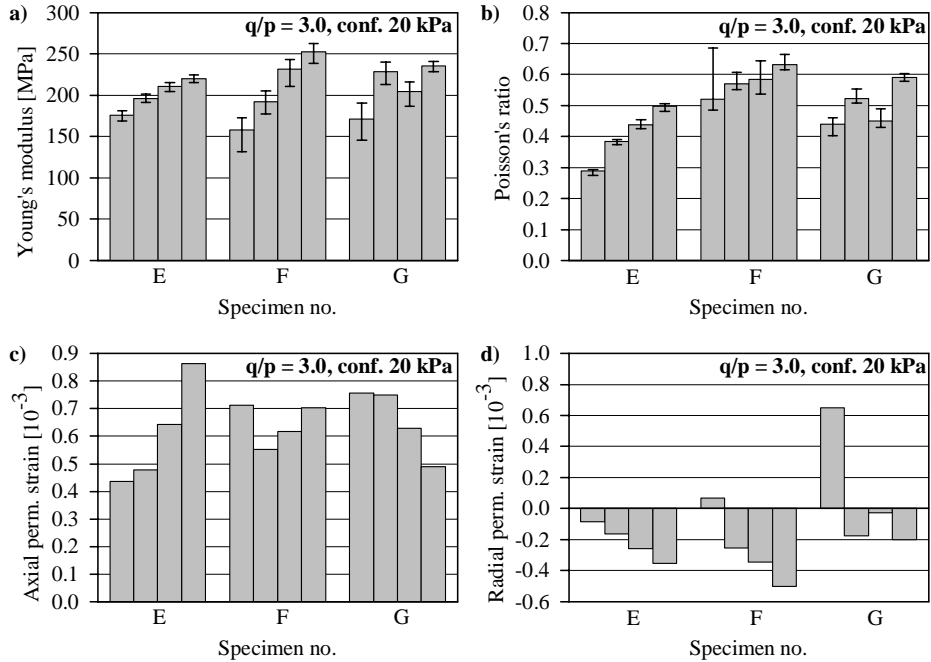 a)
q/p = 3.0, conf. 20 kPa
Young's modulus [MPa]
300
250
200
150
100
50
0
E F G
Specimen no.
b)
q/p = 3.0, conf. 20 kPa
Poisson's ratio
0.8
0.7
0.6
0.5
0.4
0.3
0.2
0.1
0.0
E F G
Specimen no.
c)
q/p = 3.0, conf. 20 kPa
Axial perm. strain [10⁻³]
0.9
0.8
0.7
0.6
0.5
0.4
0.3
0.2
0.1
0.0
E F G
Specimen no.
d)
q/p = 3.0, conf. 20 kPa
Radial perm. strain [10⁻³]
1.0
0.8
0.6
0.4
0.2
0.0
-0.2
-0.4
-0.6
E F G
Specimen no.